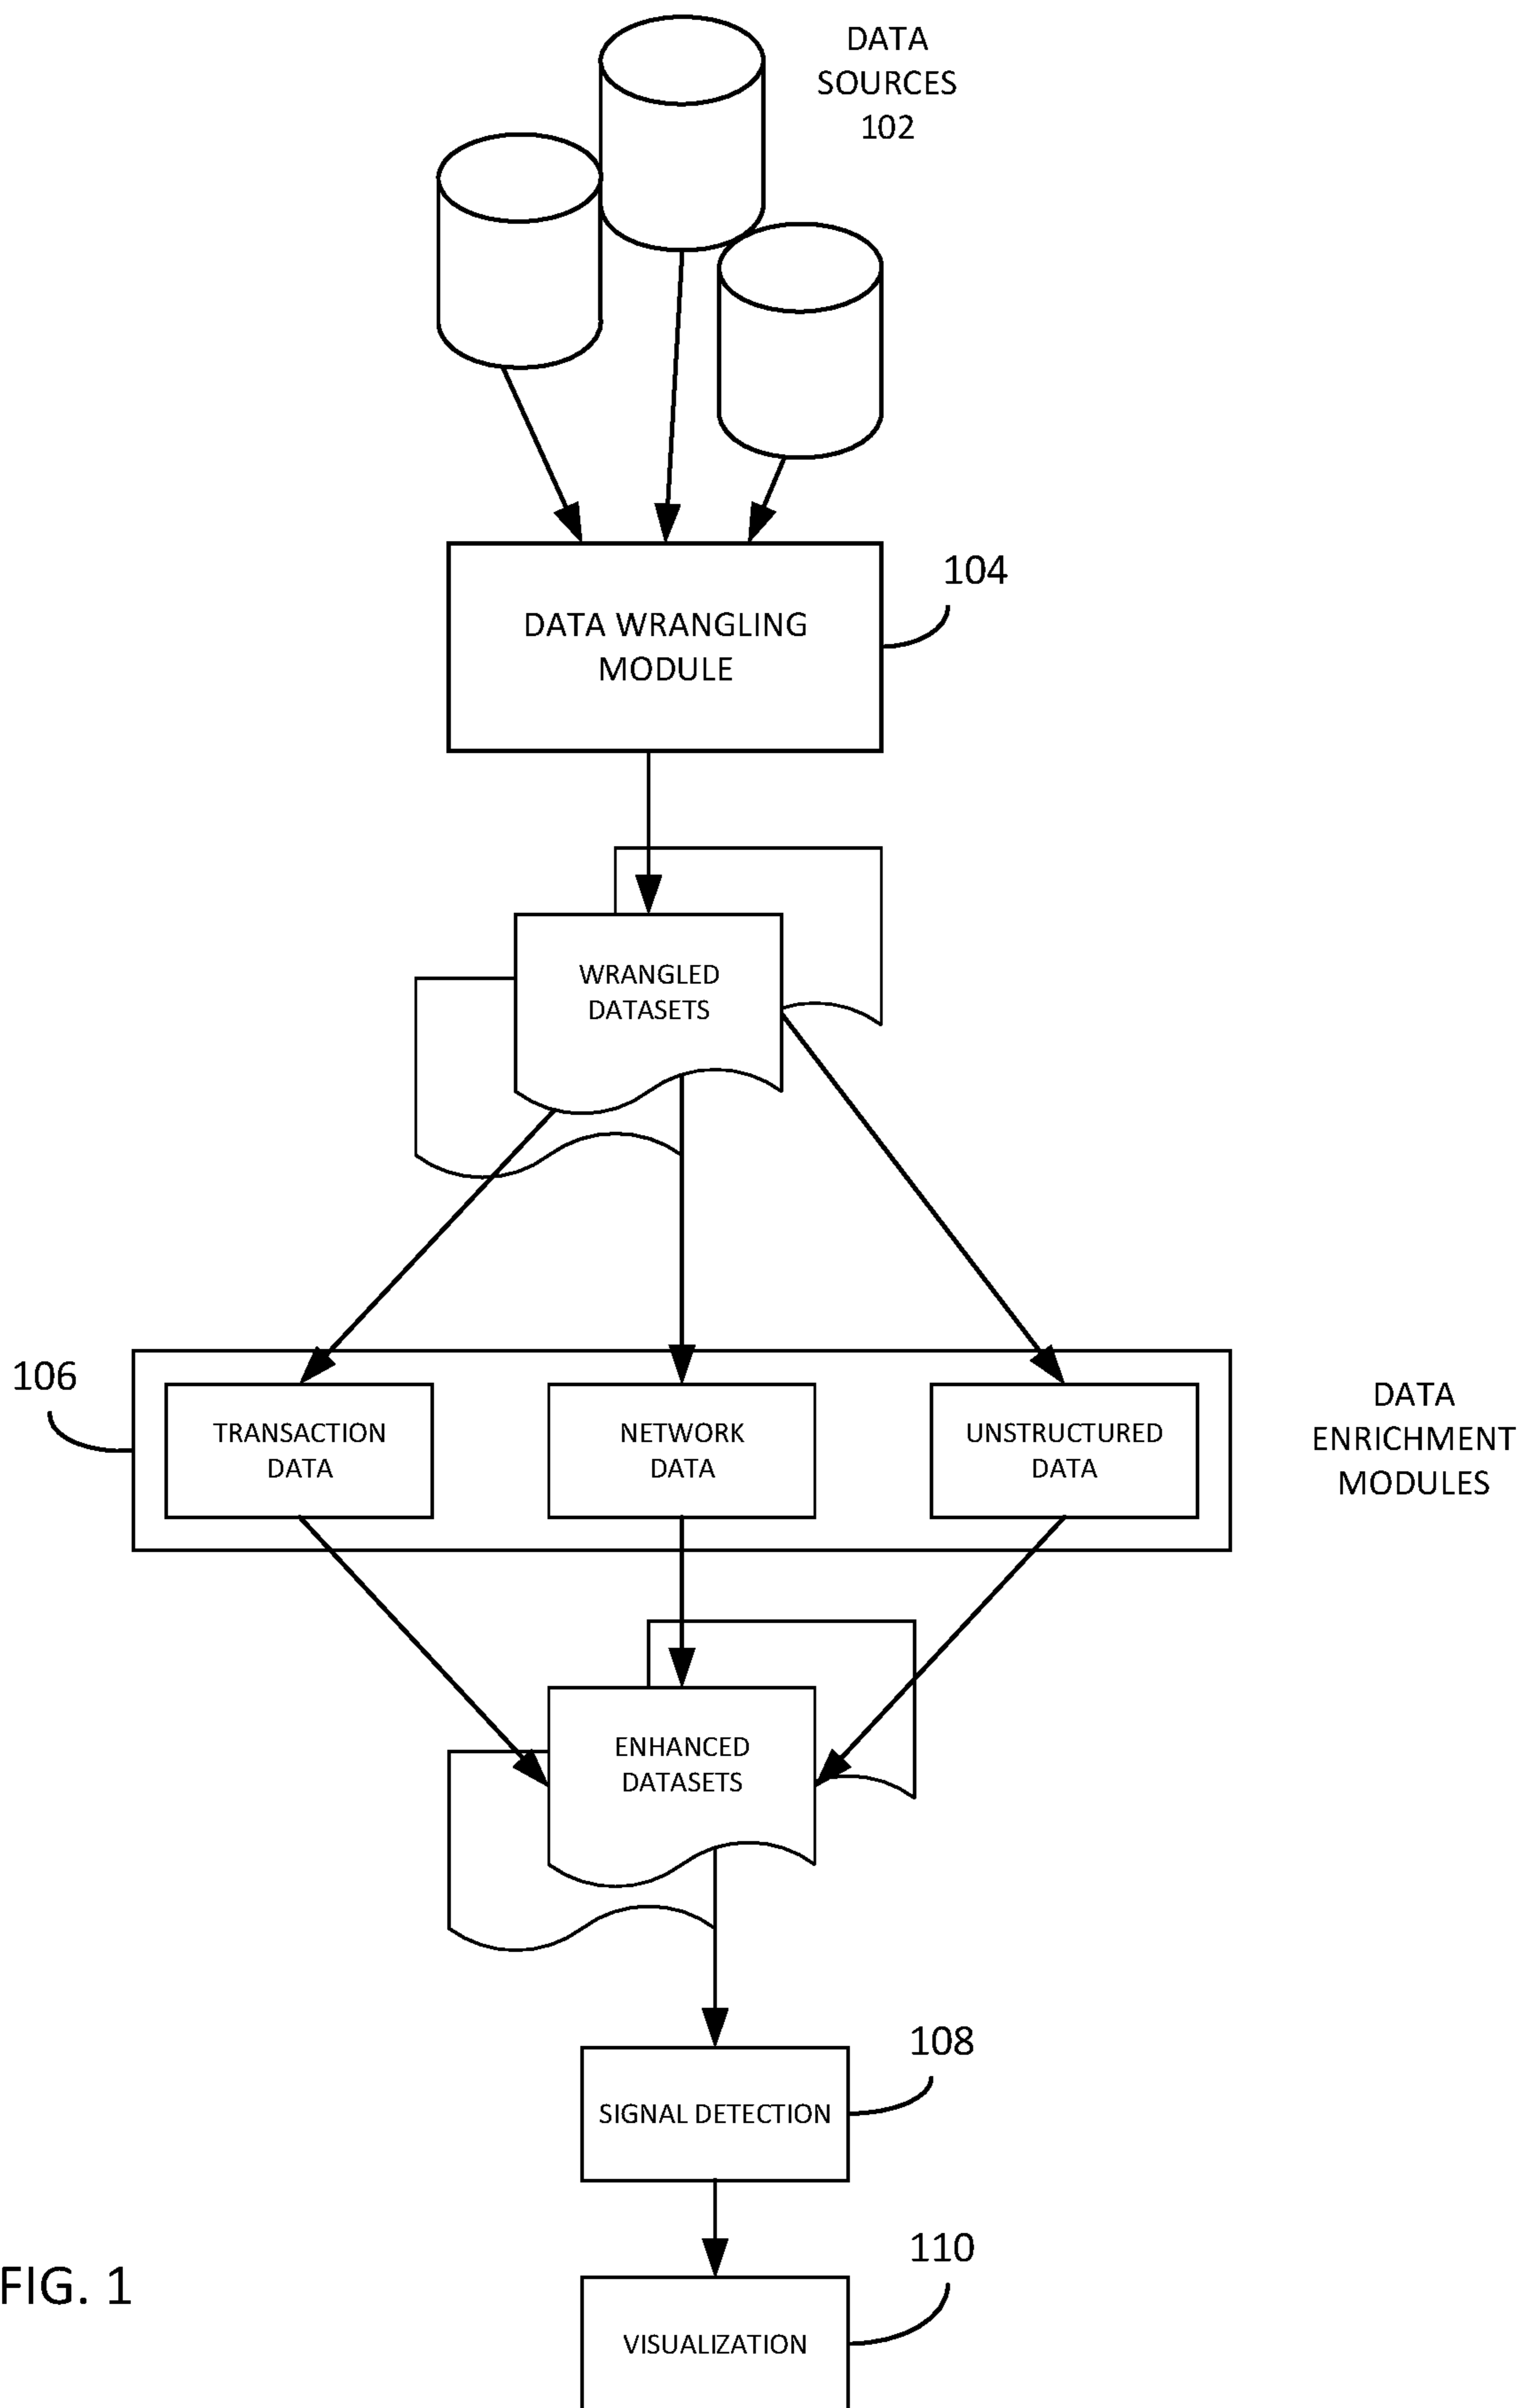 DATA
SOURCES
102
104
DATA WRANGLING
MODULE
WRANGLED
DATASETS
106
TRANSACTION
DATA
NETWORK
DATA
UNSTRUCTURED
DATA
DATA
ENRICHMENT
MODULES
ENHANCED
DATASETS
108
SIGNAL DETECTION
110
FIG. 1
VISUALIZATION